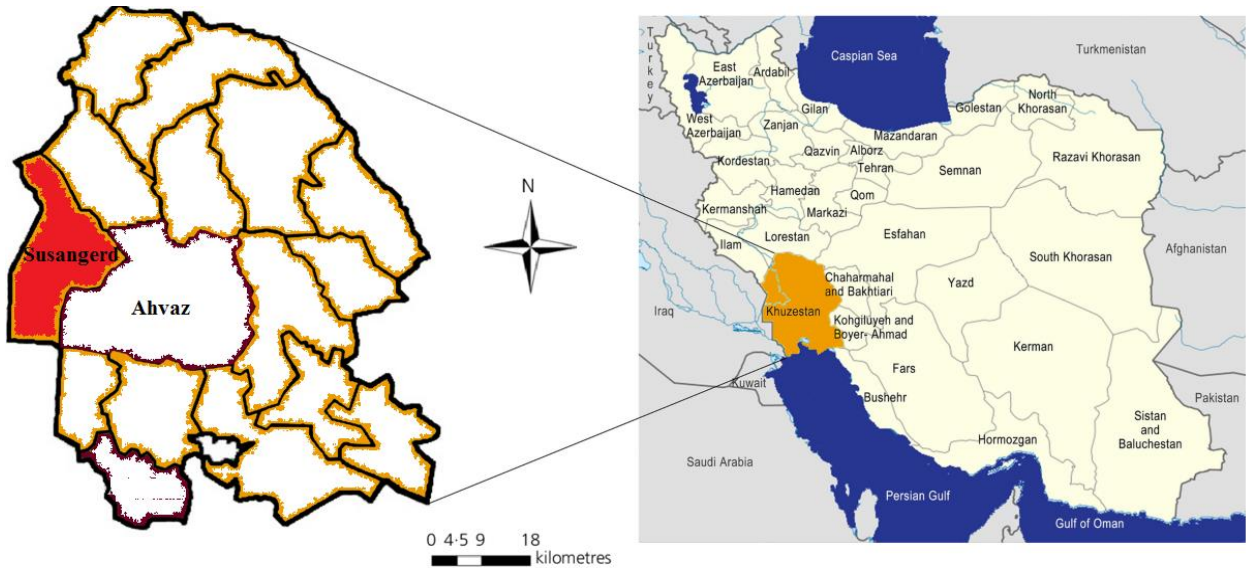 Susangerd
Ahvaz
N
0 4·5 9 18
kilometres
Turkey
Caspian Sea
Turkmenistan
East
Azerbaijan
Ardabil
Gilan
West
Azerbaijan
Zanjan
Golestan
North
Khorasan
Mazandaran
Qazvin
Alborz
Tehran
Kordestan
Semnan
Razavi Khorasan
Hamedan
Qom
Markazi
Kermanshah
Ilam
Lorestan
Esfahan
Afghanistan
South Khorasan
Chaharmahal
and Bakhtiari
Yazd
Iraq
Khuzestan
Kohgiluyeh and
Boyer- Ahmad
Kerman
Kuwait
Fars
Bushehr
Pakistan
Sistan
and
Baluchestan
Hormozgan
Saudi Arabia
Persian Gulf
Gulf of Oman